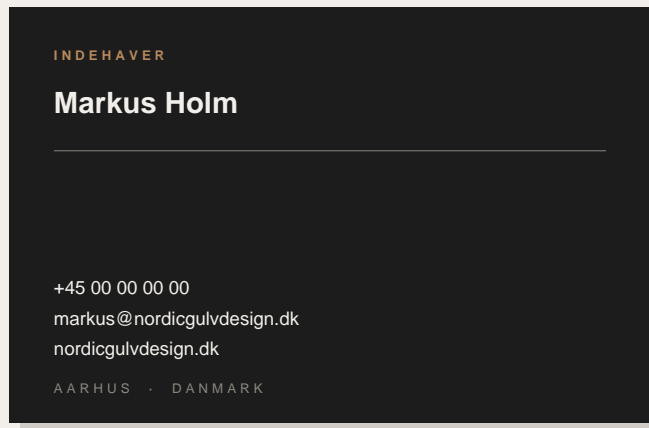 INDEHAVER
Markus Holm
+45 00 00 00 00
markus@nordicgulvdesign.dk
nordicgulvdesign.dk
AARHUS · DANMARK